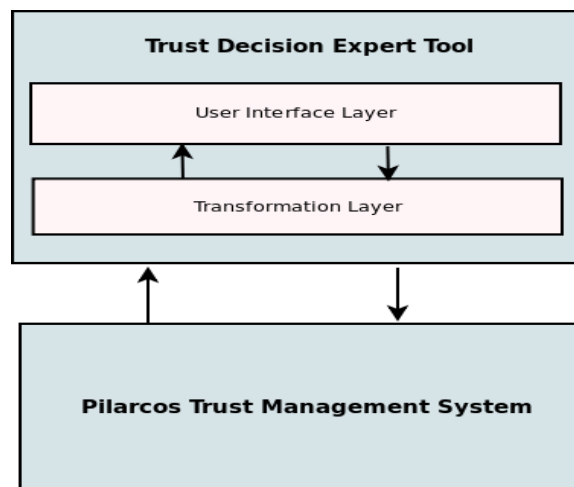 Trust Decision Expert Tool
User Interface Layer
Transformation Layer
Pilarcos Trust Management System